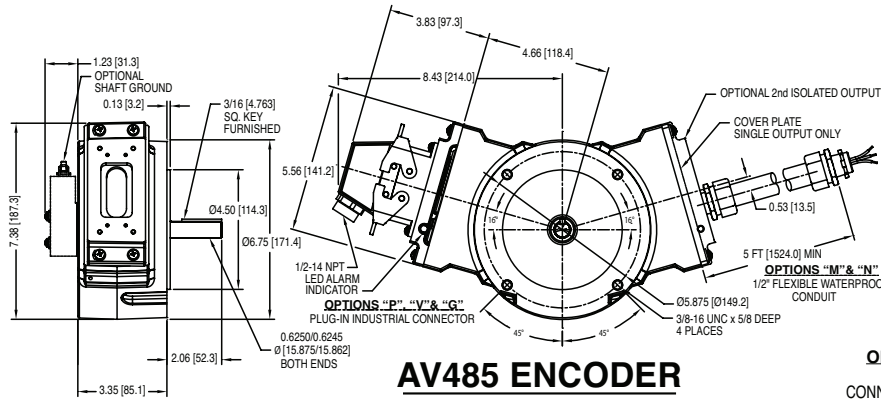 3.83 [97.3]
4.66 [118.4]
8.43 [214.0]
1.23 [31.3]
OPTIONAL
SHAFT GROUND
0.13 [3.2]
3/16 [4.763]
SQ. KEY
FURNISHED
OPTIONAL 2nd ISOLATED OUTPUT
COVER PLATE
SINGLE OUTPUT ONLY
5.56 [141.2]
7.38 [187.3]
Ø4.50 [114.3]
Ø6.75 [171.4]
16°
16°
0.53 [13.5]
5 FT [1524.0] MIN
OPTIONS “M”& “N”
1/2" FLEXIBLE WATERPROOF
CONDUIT
1/2-14 NPT
LED ALARM
INDICATOR
OPTIONS “P”, “V”& “G”
PLUG-IN INDUSTRIAL CONNECTOR
Ø5.875 [Ø149.2]
3/8-16 UNC x 5/8 DEEP
4 PLACES
45°
45°
0.6250/0.6245
Ø [15.875/15.862]
BOTH ENDS
2.06 [52.3]
3.35 [85.1]
AV485 ENCODER
CONN